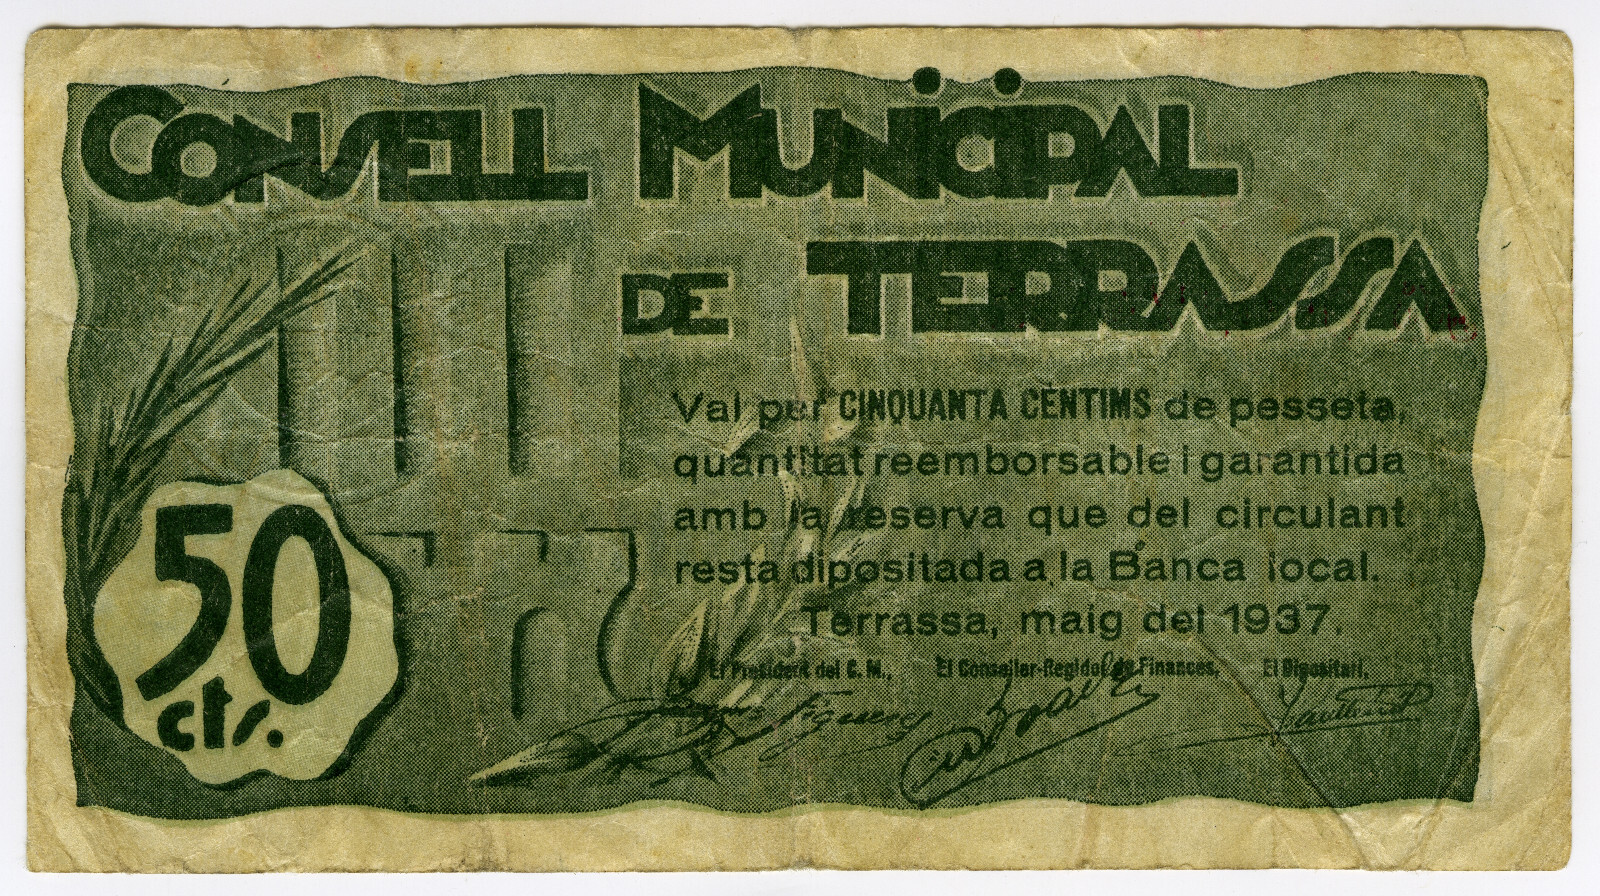 CONSELL MUNICIPAL
DE TERRASSA
Val per CINQUANTA CÈNTIMS de pesseta,
quantitat reemborsable i garantida
amb la reserva que del circulant
resta dipositada a la Banca local.
Terrassa, maig del 1937.
El President del C. M., El Conseller-Regidor de Finances, El Dipositari,
Figueres
50
cts.